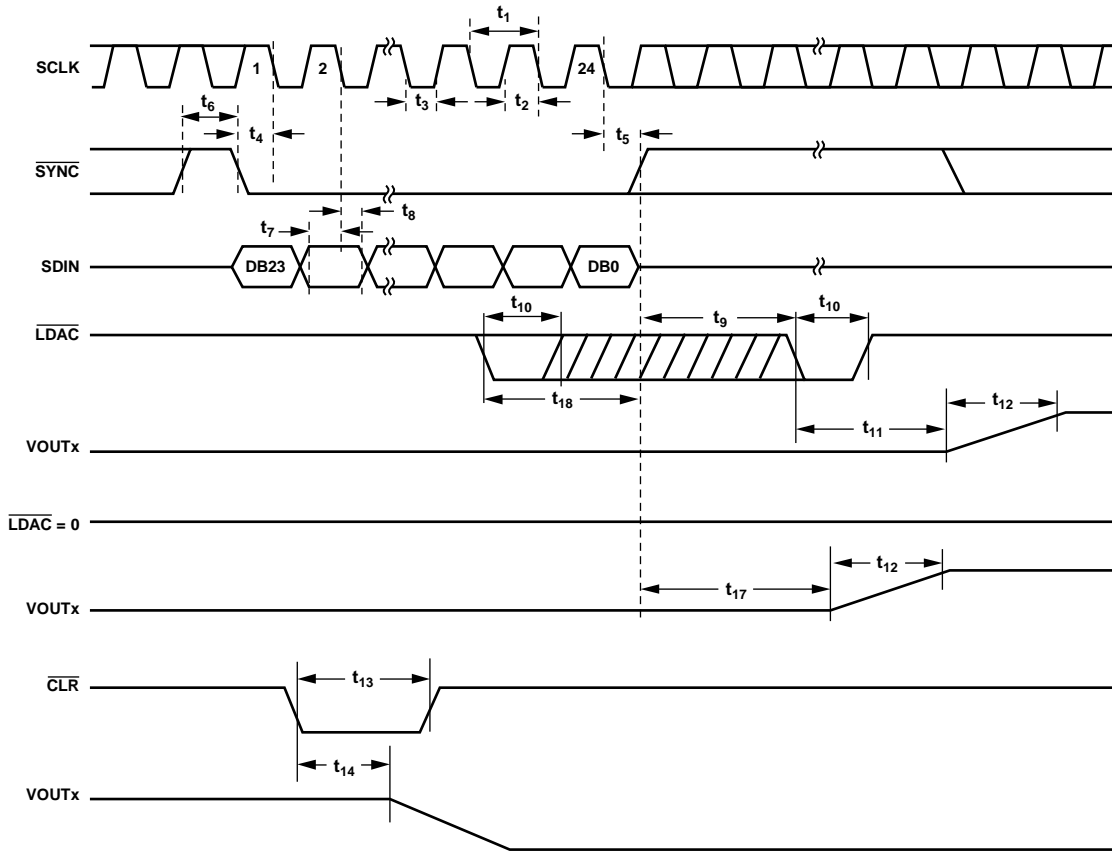 t1
SCLK
1
2
24
t3
t2
t6
t4
t5
SYNC
t8
t7
SDIN
DB23
DB0
t10
t9
t10
LDAC
t18
t12
t11
VOUTx
LDAC = 0
t12
t17
VOUTx
t13
CLR
t14
VOUTx